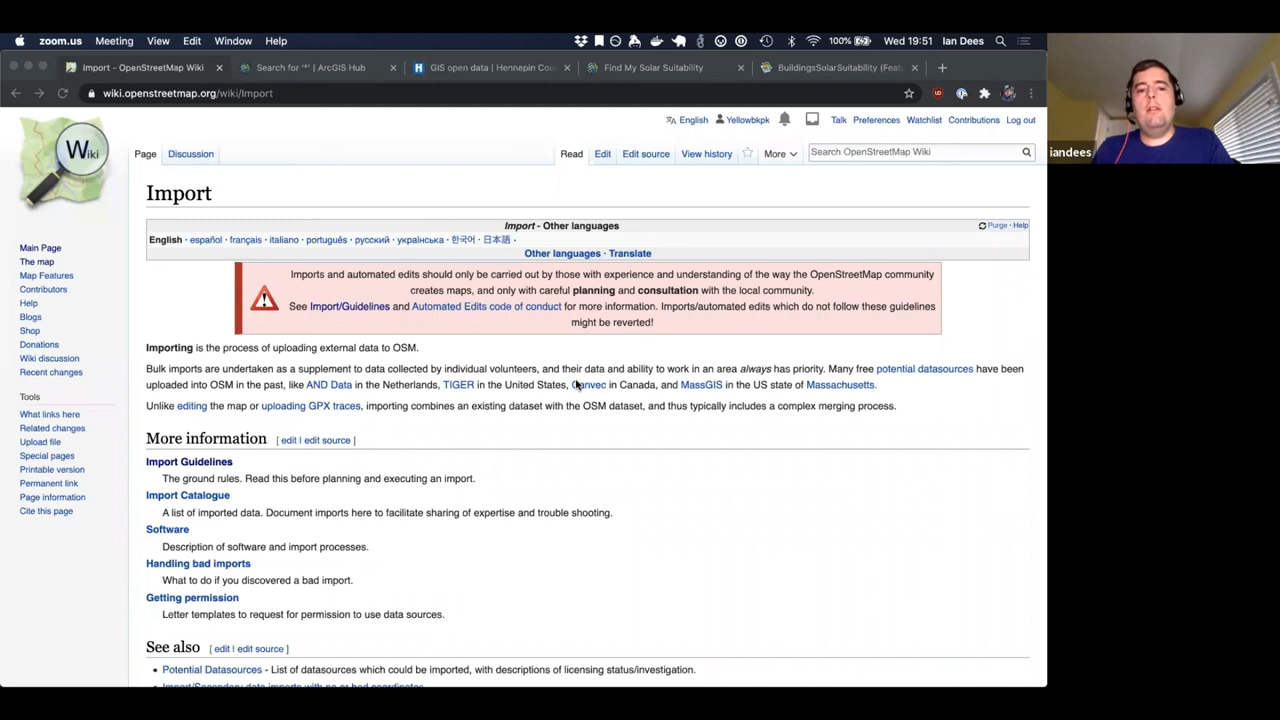 zoom.us Meeting View Edit Window Help 100% Wed 19:51 Ian Dees
Import - OpenStreetMap Wiki Search for '"' | ArcGIS Hub GIS open data | Hennepin Cou Find My Solar Suitability BuildingsSolarSuitability (Feat
wiki.openstreetmap.org/wiki/Import
English Yellowbkpk Talk Preferences Watchlist Contributions Log out
Wiki
Page Discussion Read Edit Edit source View history More Search OpenStreetMap Wiki
iandees
Import
Import - Other languages
Purge · Help
English · español · français · italiano · português · русский · українська · 한국어 · 日本語 ·
Other languages · Translate
Imports and automated edits should only be carried out by those with experience and understanding of the way the OpenStreetMap community
creates maps, and only with careful planning and consultation with the local community.
See Import/Guidelines and Automated Edits code of conduct for more information. Imports/automated edits which do not follow these guidelines
might be reverted!
Importing is the process of uploading external data to OSM.
Bulk imports are undertaken as a supplement to data collected by individual volunteers, and their data and ability to work in an area always has priority. Many free potential datasources have been
uploaded into OSM in the past, like AND Data in the Netherlands, TIGER in the United States, Canvec in Canada, and MassGIS in the US state of Massachusetts.
Unlike editing the map or uploading GPX traces, importing combines an existing dataset with the OSM dataset, and thus typically includes a complex merging process.
More information [ edit | edit source ]
Import Guidelines
The ground rules. Read this before planning and executing an import.
Import Catalogue
A list of imported data. Document imports here to facilitate sharing of expertise and trouble shooting.
Software
Description of software and import processes.
Handling bad imports
What to do if you discovered a bad import.
Getting permission
Letter templates to request for permission to use data sources.
See also [ edit | edit source ]
• Potential Datasources - List of datasources which could be imported, with descriptions of licensing status/investigation.
Main Page
The map
Map Features
Contributors
Help
Blogs
Shop
Donations
Wiki discussion
Recent changes
Tools
What links here
Related changes
Upload file
Special pages
Printable version
Permanent link
Page information
Cite this page